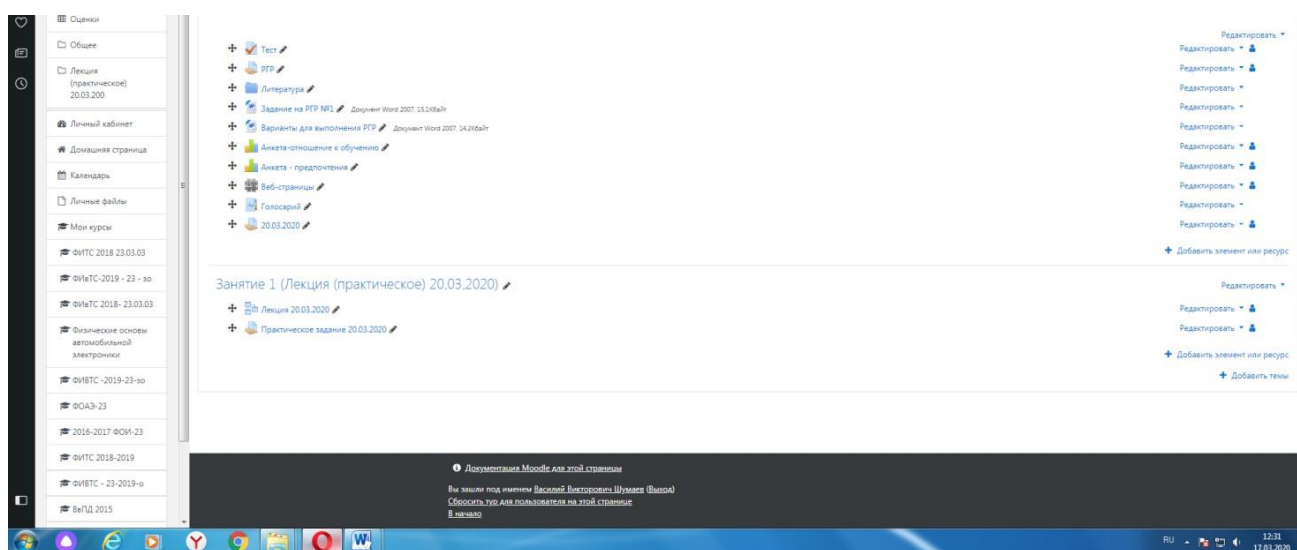 Оценки
Общее
Лекция
(практическое)
20.03.200
Личный кабинет
Домашняя страница
Календарь
Личные файлы
Мои курсы
ФИТС 2018 23.03.03
ФИвТС-2019 - 23 - зо
ФИвТС 2018- 23.03.03
Физические основы
автомобильной
электроники
ФИВТС -2019-23-зо
ФОАЭ-23
2016-2017 ФОИ-23
ФИТС 2018-2019
ФИВТС - 23-2019-о
ВвПД 2015
Редактировать
Тест Редактировать
РГР Редактировать
Литература Редактировать
Задание на РГР №1 Документ Word 2007, 15.1Кбайт Редактировать
Варианты для выполнения РГР Документ Word 2007, 14.2Кбайт Редактировать
Анкета-отношение к обучению Редактировать
Анкета - предпочтения Редактировать
Веб-страницы Редактировать
Голосарий Редактировать
20.03.2020 Редактировать
Добавить элемент или ресурс
Занятие 1 (Лекция (практическое) 20.03.2020) Редактировать
Лекция 20.03.2020 Редактировать
Практическое задание 20.03.2020 Редактировать
Добавить элемент или ресурс
Добавить темы
Документация Moodle для этой страницы
Вы зашли под именем Василий Викторович Шумаев (Выход)
Сбросить тур для пользователя на этой странице
В начало
RU 12:31
17.03.2020